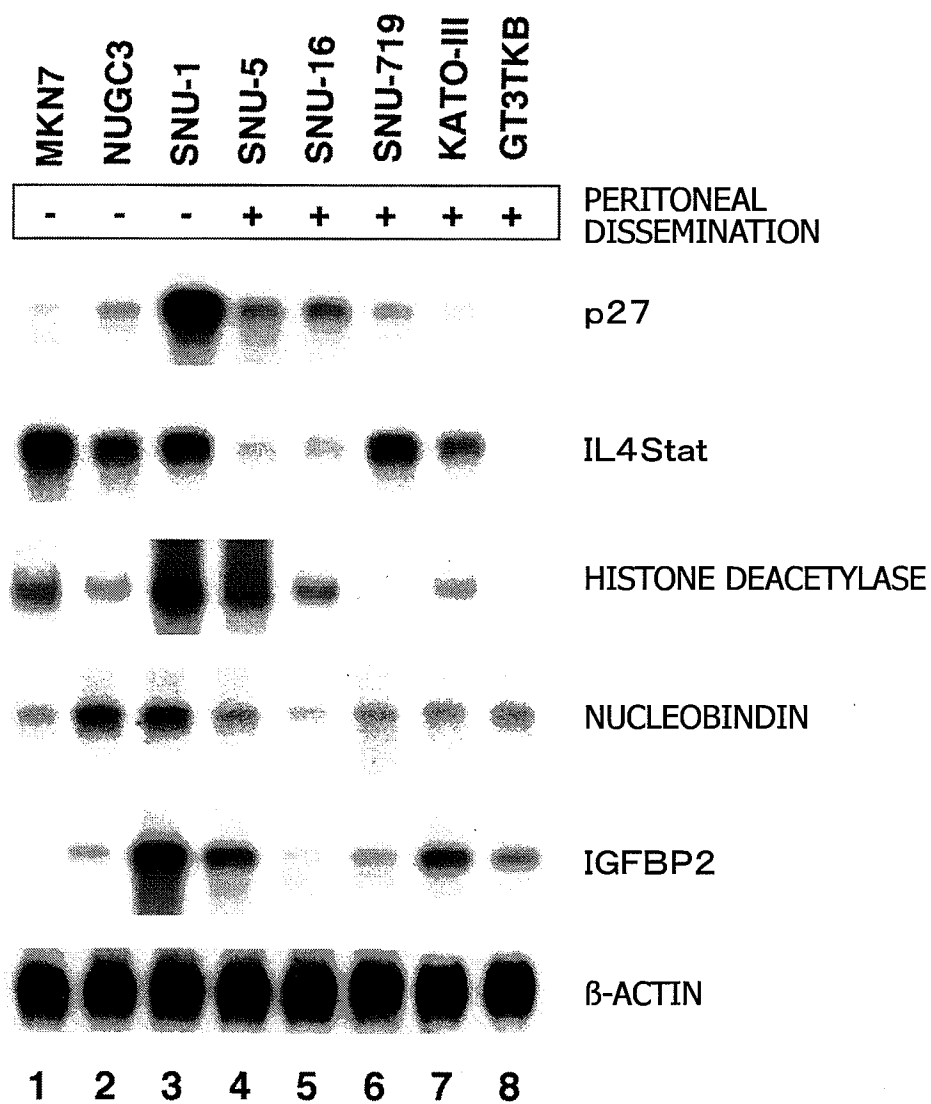 MKN7 NUGC3 SNU-1 SNU-5 SNU-16 SNU-719 KATO-III GT3TKB
- - - + + + + + PERITONEAL
DISSEMINATION
p27
IL4Stat
HISTONE DEACETYLASE
NUCLEOBINDIN
IGFBP2
ß-ACTIN
1 2 3 4 5 6 7 8